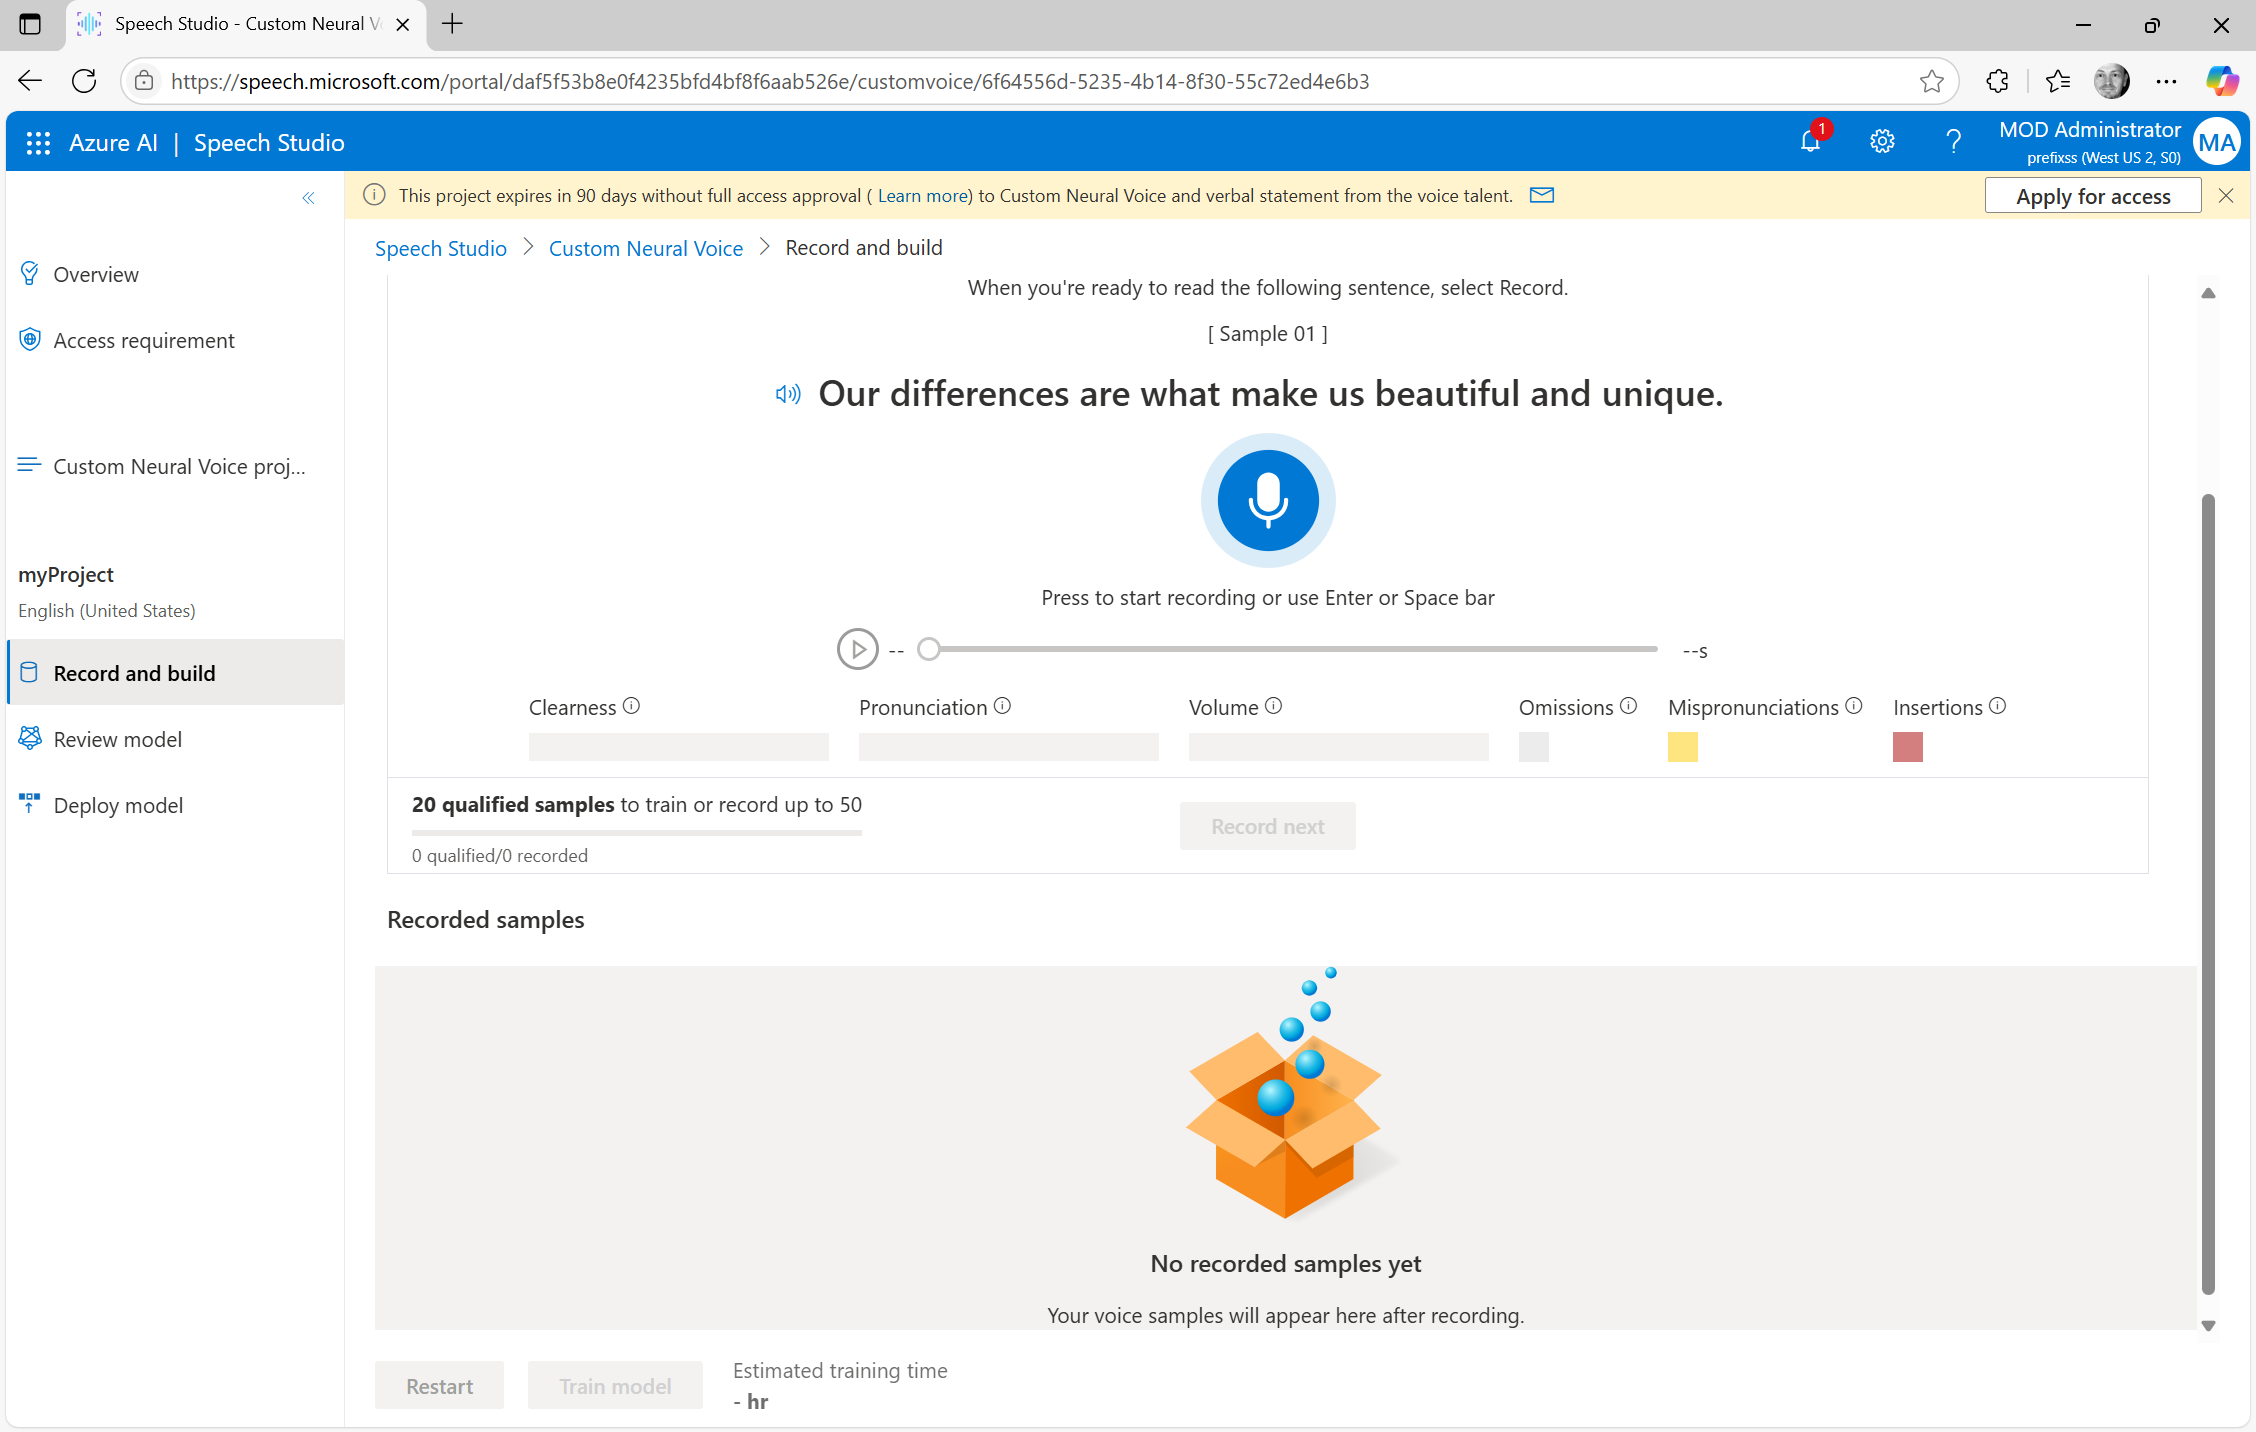 Speech Studio - Custom Neural V
https://speech.microsoft.com/portal/daf5f53b8e0f4235bfd4bf8f6aab526e/customvoice/6f64556d-5235-4b14-8f30-55c72ed4e6b3
Azure AI | Speech Studio
1
MOD Administrator
prefixss (West US 2, S0)
MA
This project expires in 90 days without full access approval ( Learn more) to Custom Neural Voice and verbal statement from the voice talent.
Apply for access
Speech Studio > Custom Neural Voice > Record and build
Overview
Access requirement
Custom Neural Voice proj...
myProject
English (United States)
Record and build
Review model
Deploy model
When you're ready to read the following sentence, select Record.
[ Sample 01 ]
Our differences are what make us beautiful and unique.
Press to start recording or use Enter or Space bar
-- --s
Clearness Pronunciation Volume Omissions Mispronunciations Insertions
20 qualified samples to train or record up to 50
0 qualified/0 recorded
Record next
Recorded samples
No recorded samples yet
Your voice samples will appear here after recording.
Restart
Train model
Estimated training time
- hr